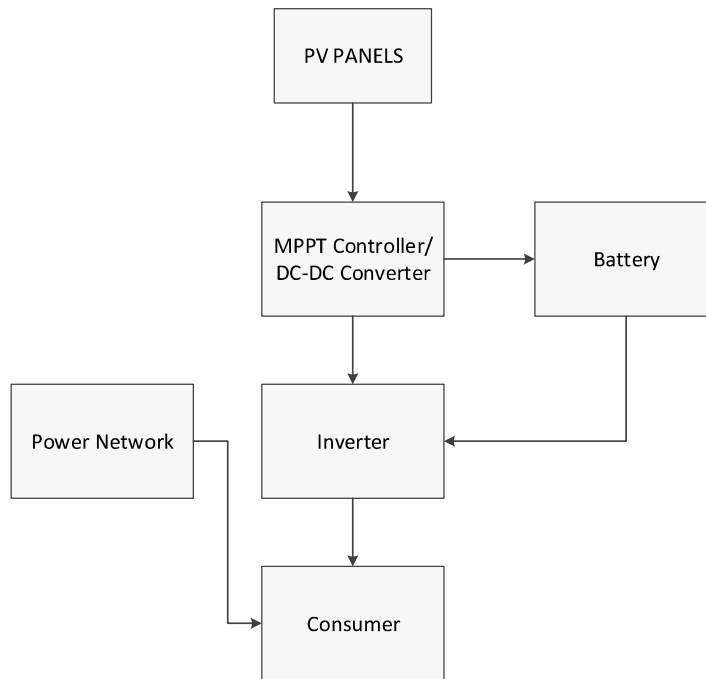 PV PANELS
MPPT Controller/
DC-DC Converter
Battery
Power Network
Inverter
Consumer